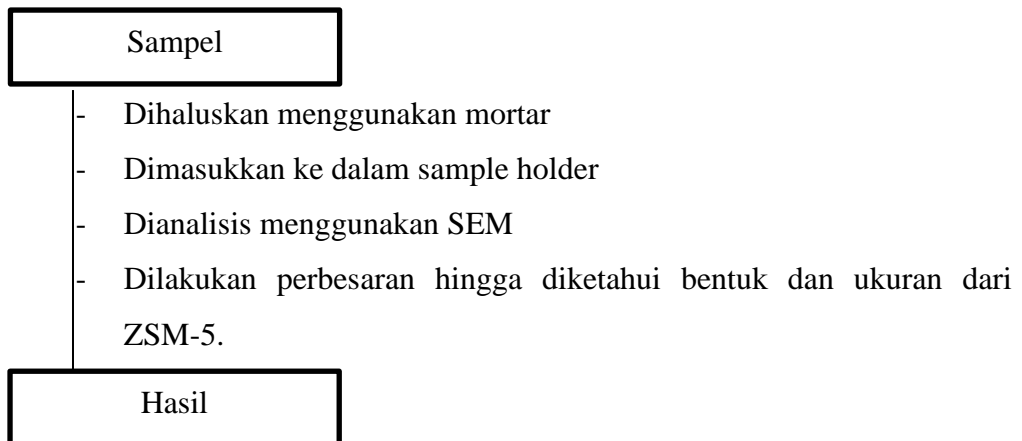 Sampel
- Dihaluskan menggunakan mortar
- Dimasukkan ke dalam sample holder
- Dianalisis menggunakan SEM
- Dilakukan perbesaran hingga diketahui bentuk dan ukuran dari
ZSM-5.
Hasil